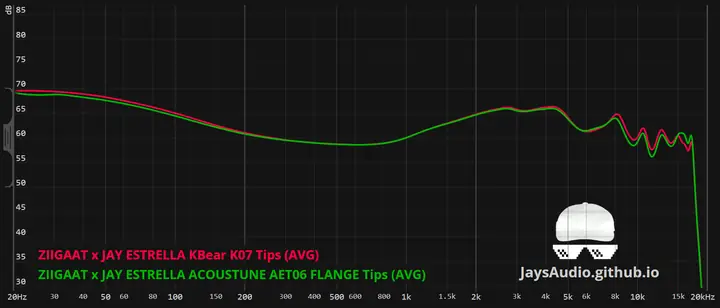 dB
85
80
75
70
65
60
55
50
45
40
35
30
ZIIGAAT x JAY ESTRELLA KBear K07 Tips (AVG)
ZIIGAAT x JAY ESTRELLA ACOUSTUNE AET06 FLANGE Tips (AVG)
JaysAudio.github.io
20Hz 30 40 50 60 80 100 150 200 300 400 500 600 800 1k 1.5k 2k 3k 4k 5k 6k 8k 10k 15k 20kHz